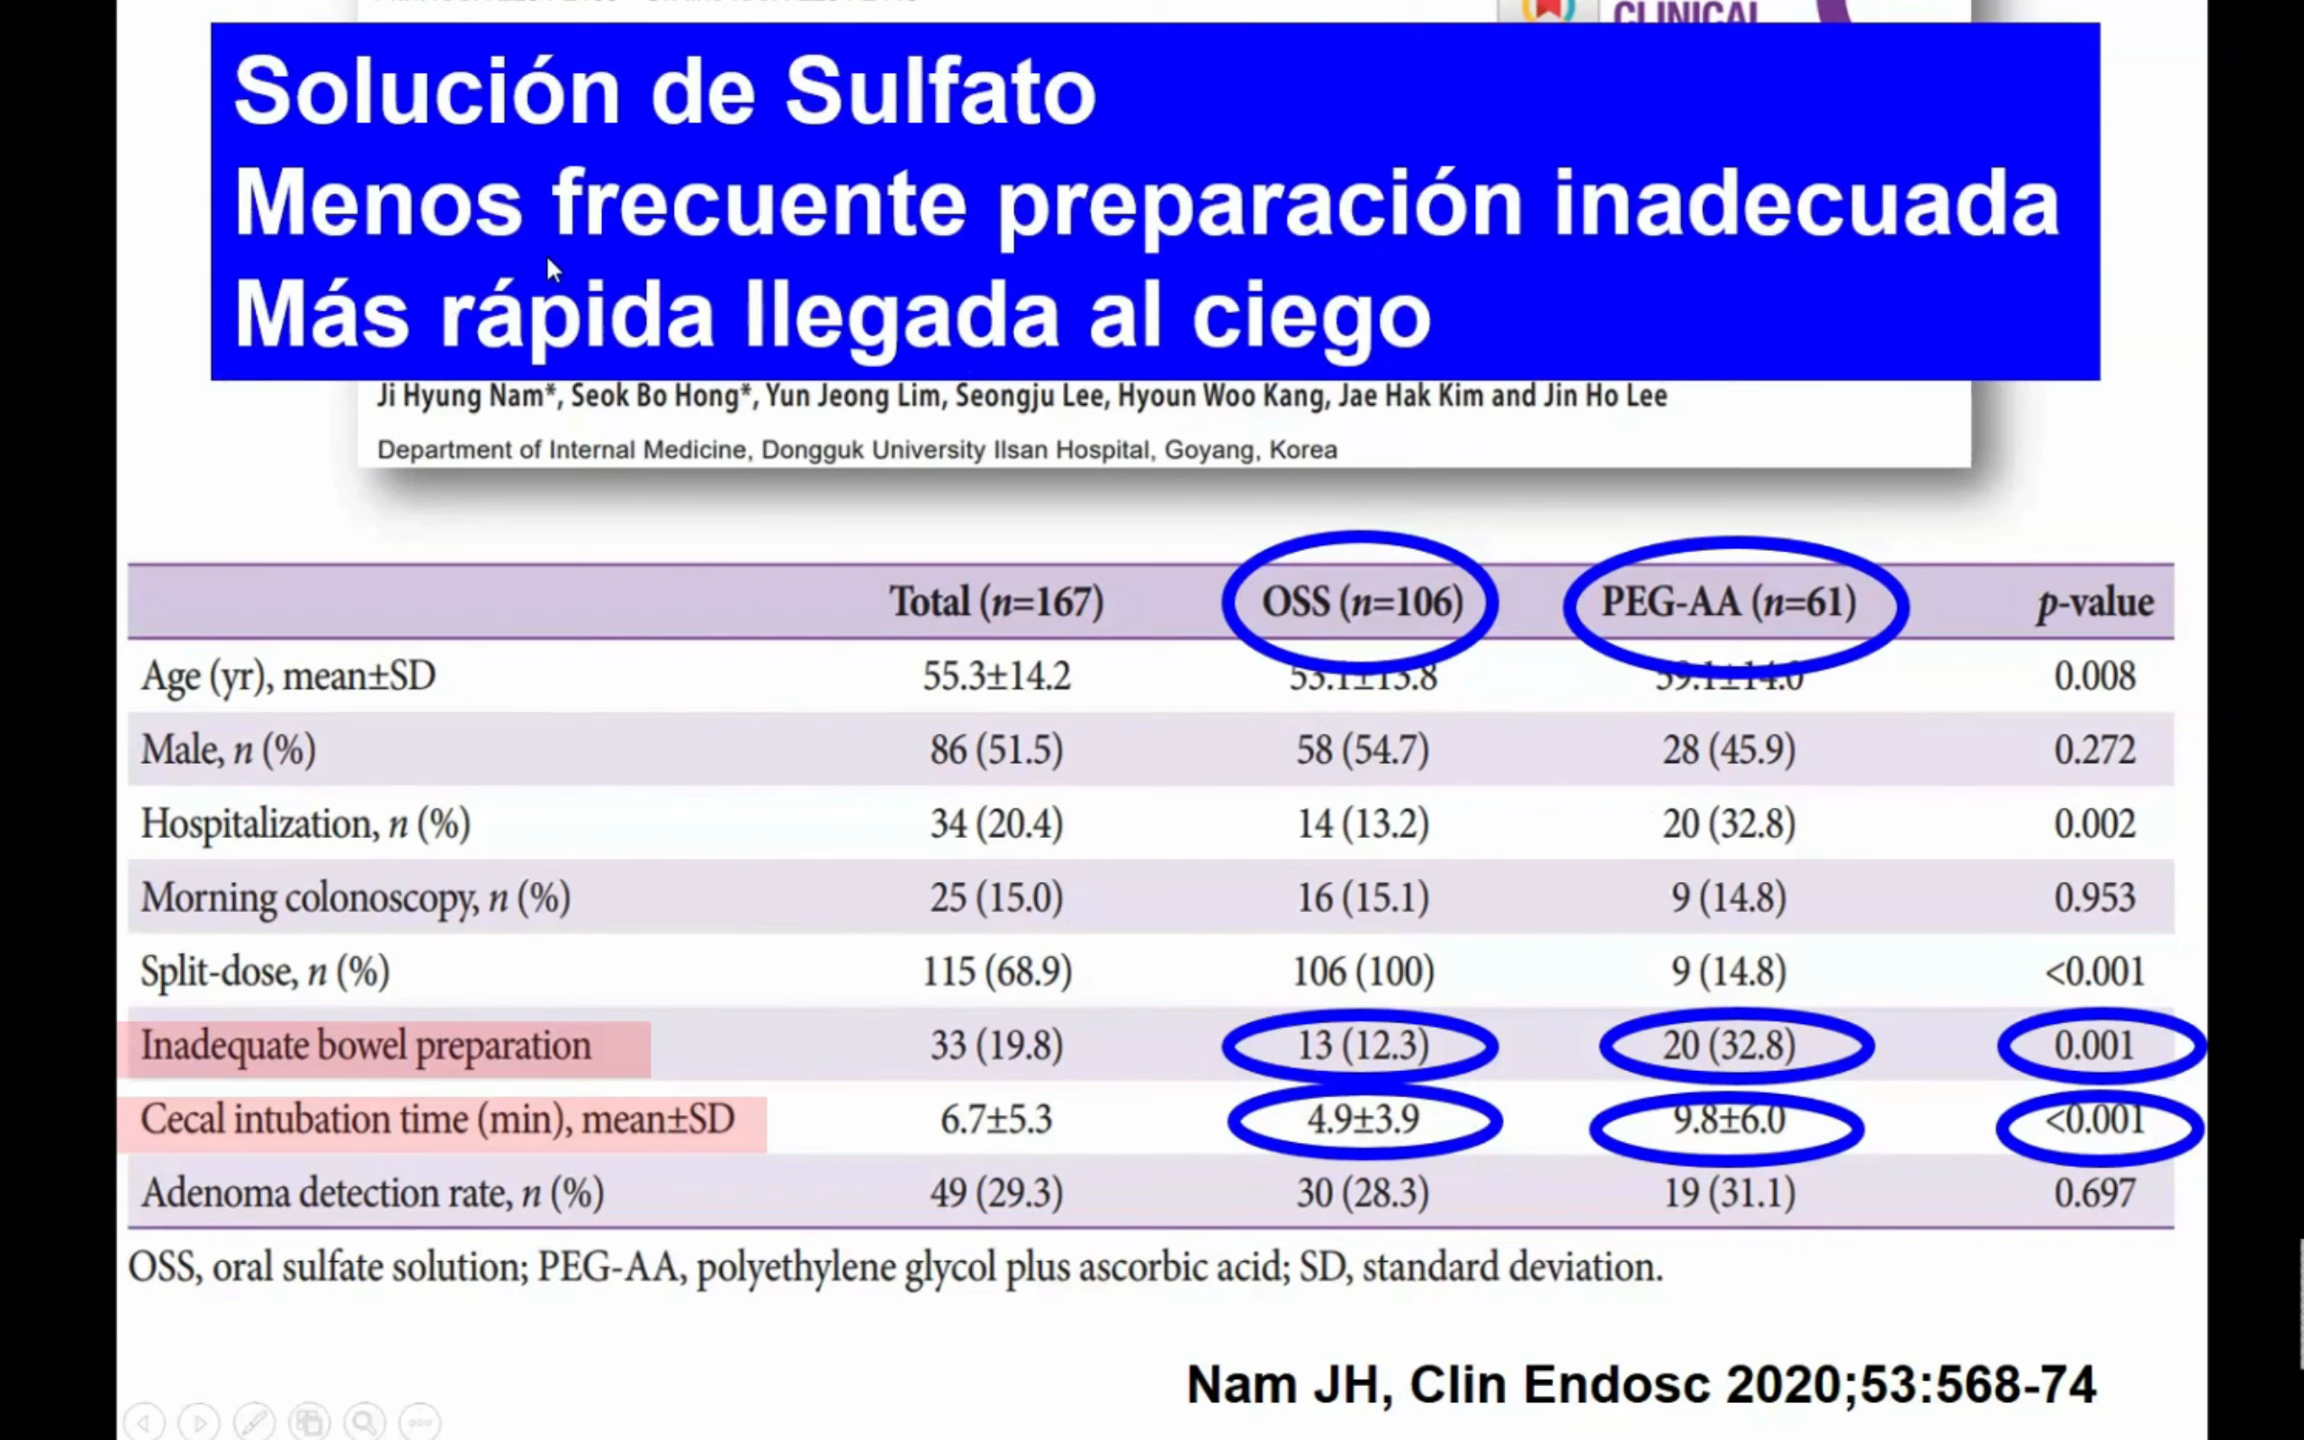 CLINICAL
Solución de Sulfato
Menos frecuente preparación inadecuada
Más rápida llegada al ciego
Ji Hyung Nam*, Seok Bo Hong*, Yun Jeong Lim, Seongju Lee, Hyoun Woo Kang, Jae Hak Kim and Jin Ho Lee
Department of Internal Medicine, Dongguk University Ilsan Hospital, Goyang, Korea
Total (n=167) OSS (n=106) PEG-AA (n=61) p-value
Age (yr), mean±SD 55.3±14.2 53.1±13.8 59.1±14.0 0.008
Male, n (%) 86 (51.5) 58 (54.7) 28 (45.9) 0.272
Hospitalization, n (%) 34 (20.4) 14 (13.2) 20 (32.8) 0.002
Morning colonoscopy, n (%) 25 (15.0) 16 (15.1) 9 (14.8) 0.953
Split-dose, n (%) 115 (68.9) 106 (100) 9 (14.8) <0.001
Inadequate bowel preparation 33 (19.8) 13 (12.3) 20 (32.8) 0.001
Cecal intubation time (min), mean±SD 6.7±5.3 4.9±3.9 9.8±6.0 <0.001
Adenoma detection rate, n (%) 49 (29.3) 30 (28.3) 19 (31.1) 0.697
OSS, oral sulfate solution; PEG-AA, polyethylene glycol plus ascorbic acid; SD, standard deviation.
Nam JH, Clin Endosc 2020;53:568-74